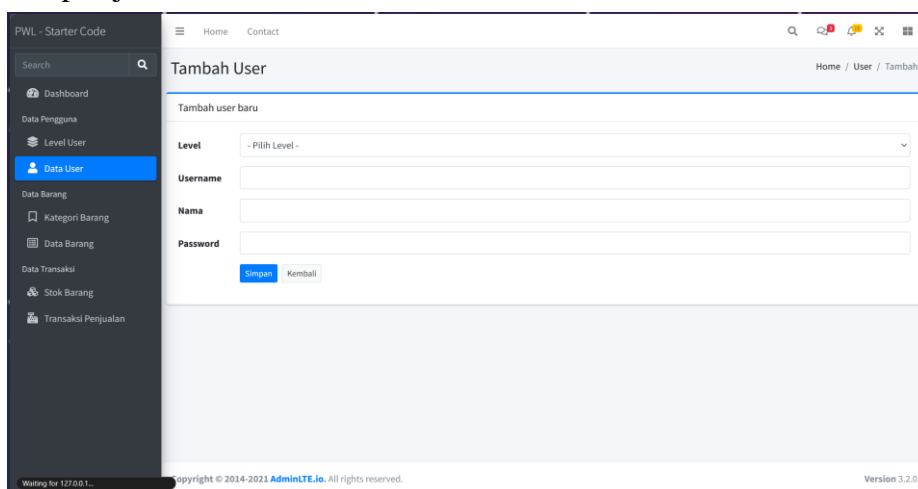 PWL - Starter Code
Home Contact
Search
Tambah User
Home / User / Tambah
Dashboard
Tambah user baru
Data Pengguna
Level User
Level - Pilih Level -
Data User
Username
Data Barang
Nama
Kategori Barang
Data Barang
Password
Data Transaksi
Simpan Kembali
Stok Barang
Transaksi Penjualan
Waiting for 127.0.0.1...
Copyright © 2014-2021 AdminLTE.io. All rights reserved.
Version 3.2.0